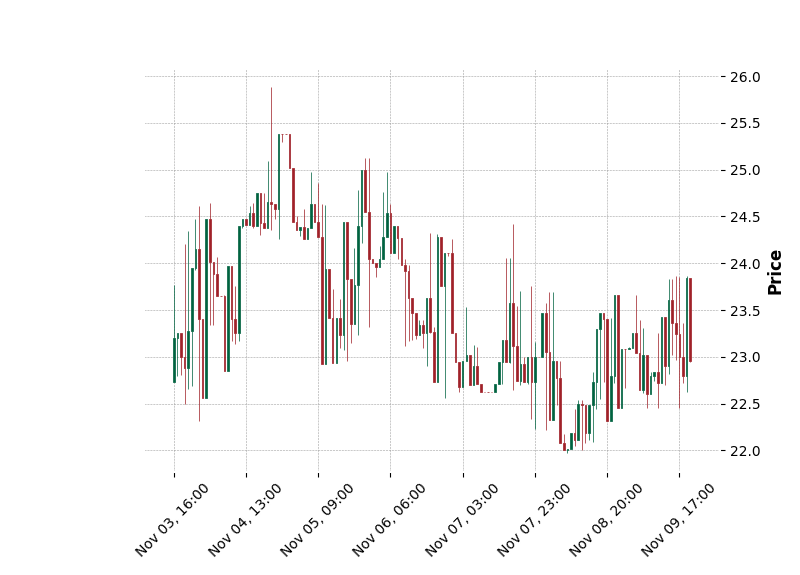 26.0
25.5
25.0
24.5
24.0
23.5
23.0
22.5
22.0
Price
Nov 03, 16:00
Nov 04, 13:00
Nov 05, 09:00
Nov 06, 06:00
Nov 07, 03:00
Nov 07, 23:00
Nov 08, 20:00
Nov 09, 17:00